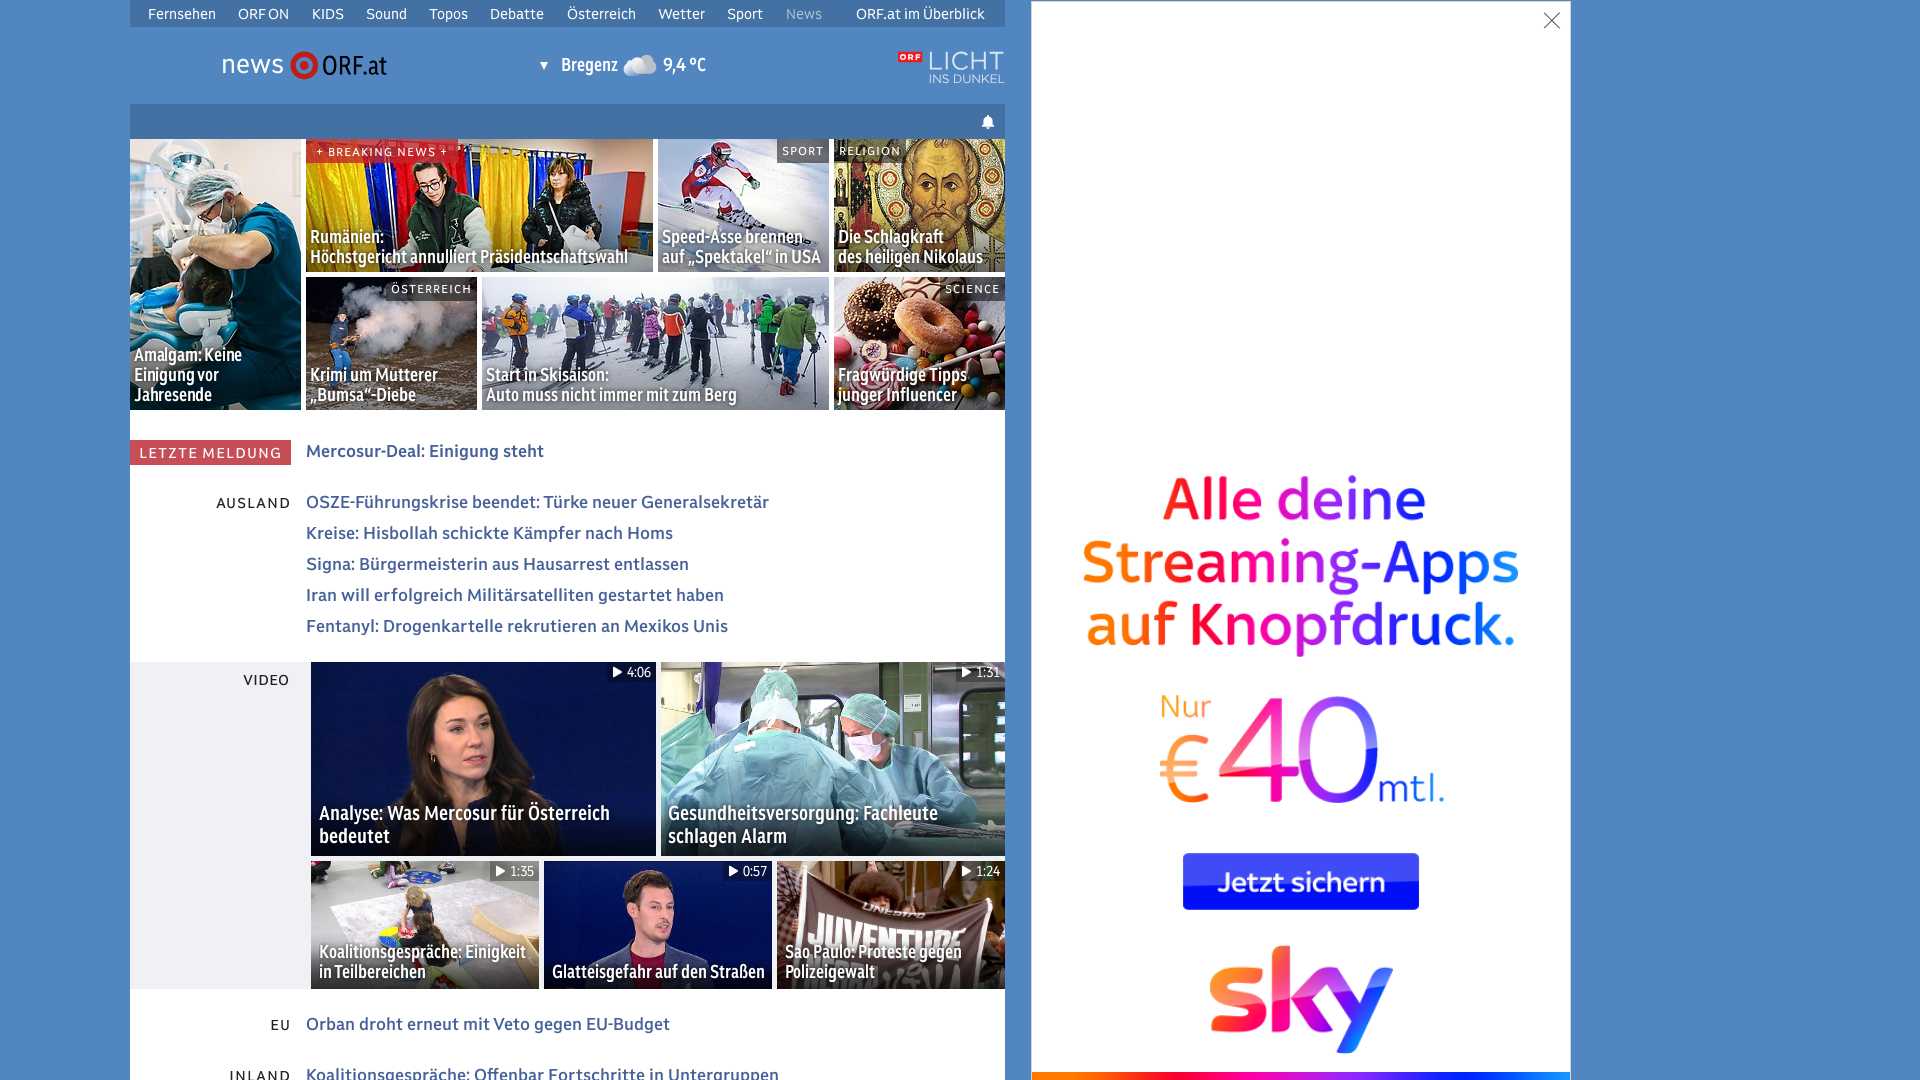 Fernsehen ORF ON KIDS Sound Topos Debatte Österreich Wetter Sport News ORF.at im Überblick
news ORF.at
Bregenz 9,4 °C
ORF LICHT
INS DUNKEL
Amalgam: Keine
Einigung vor
Jahresende
+ BREAKING NEWS +
Rumänien:
Höchstgericht annulliert Präsidentschaftswahl
SPORT
Speed-Asse brennen
auf „Spektakel“ in USA
RELIGION
Die Schlagkraft
des heiligen Nikolaus
ÖSTERREICH
Krimi um Mutterer
„Bumsa“-Diebe
Start in Skisaison:
Auto muss nicht immer mit zum Berg
SCIENCE
Fragwürdige Tipps
junger Influencer
LETZTE MELDUNG
Mercosur-Deal: Einigung steht
AUSLAND
OSZE-Führungskrise beendet: Türke neuer Generalsekretär
Kreise: Hisbollah schickte Kämpfer nach Homs
Signa: Bürgermeisterin aus Hausarrest entlassen
Iran will erfolgreich Militärsatelliten gestartet haben
Fentanyl: Drogenkartelle rekrutieren an Mexikos Unis
VIDEO
4:06
Analyse: Was Mercosur für Österreich
bedeutet
1:31
Gesundheitsversorgung: Fachleute
schlagen Alarm
1:35
Koalitionsgespräche: Einigkeit
in Teilbereichen
0:57
Glatteisgefahr auf den Straßen
1:24
JUVENTUDE
Sao Paulo: Proteste gegen
Polizeigewalt
EU
Orban droht erneut mit Veto gegen EU-Budget
INLAND
Koalitionsgespräche: Offenbar Fortschritte in Untergruppen
Alle deine
Streaming-Apps
auf Knopfdruck.
Nur
€40 mtl.
Jetzt sichern
sky